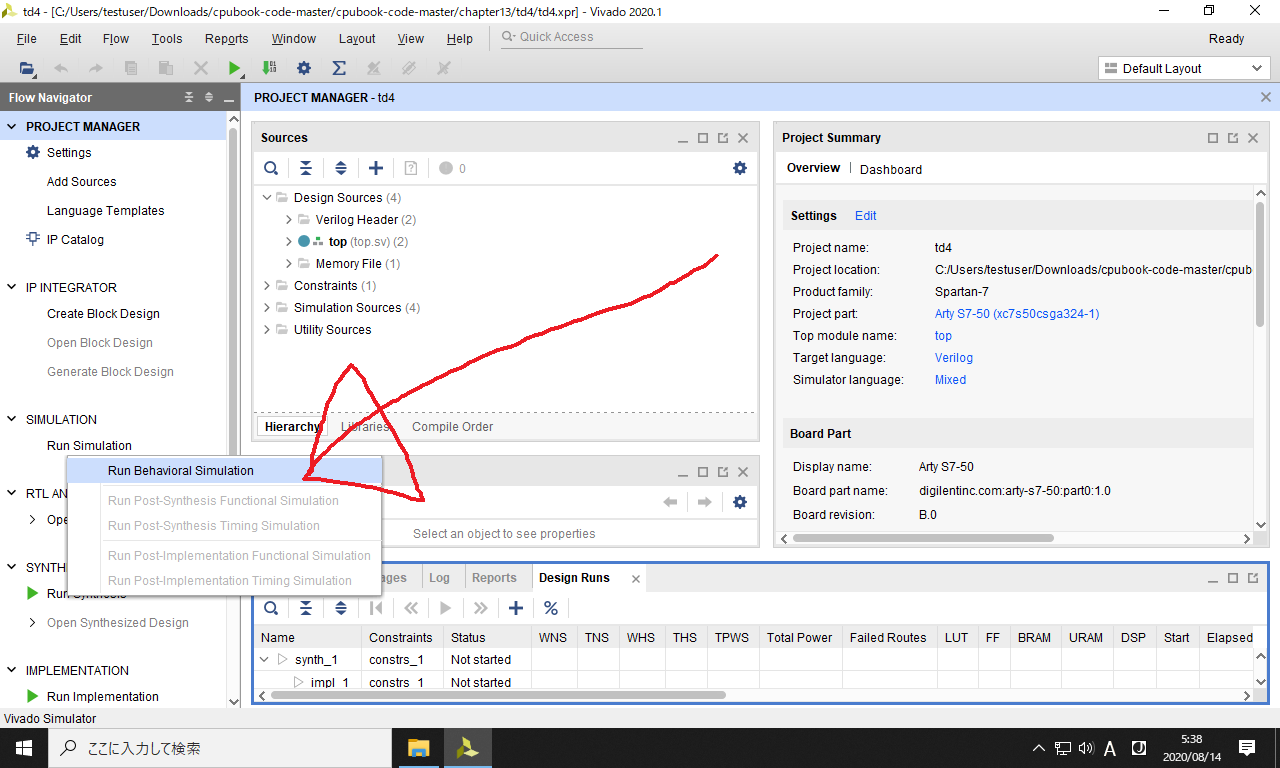 td4 - [C:/Users/testuser/Downloads/cpubook-code-master/cpubook-code-master/chapter13/td4/td4.xpr] - Vivado 2020.1
File Edit Flow Tools Reports Window Layout View Help Quick Access Ready
Default Layout
Flow Navigator
PROJECT MANAGER
Settings
Add Sources
Language Templates
IP Catalog
IP INTEGRATOR
Create Block Design
Open Block Design
Generate Block Design
SIMULATION
Run Simulation
Run Behavioral Simulation
Run Post-Synthesis Functional Simulation
Run Post-Synthesis Timing Simulation
Run Post-Implementation Functional Simulation
Run Post-Implementation Timing Simulation
RTL AN
Ope
SYNTH
Run Synthesis
Open Synthesized Design
IMPLEMENTATION
Run Implementation
PROJECT MANAGER - td4
Sources
0
Design Sources (4)
Verilog Header (2)
top (top.sv) (2)
Memory File (1)
Constraints (1)
Simulation Sources (4)
Utility Sources
Hierarchy Libraries Compile Order
Select an object to see properties
Project Summary
Overview | Dashboard
Settings Edit
Project name: td4
Project location: C:/Users/testuser/Downloads/cpubook-code-master/cpub
Product family: Spartan-7
Project part: Arty S7-50 (xc7s50csga324-1)
Top module name: top
Target language: Verilog
Simulator language: Mixed
Board Part
Display name: Arty S7-50
Board part name: digilentinc.com:arty-s7-50:part0:1.0
Board revision: B.0
ages Log Reports Design Runs
Name Constraints Status WNS TNS WHS THS TPWS Total Power Failed Routes LUT FF BRAM URAM DSP Start Elapsed
synth_1 constrs_1 Not started
impl_1 constrs_1 Not started
Vivado Simulator
ここに入力して検索
A J 5:38
2020/08/14